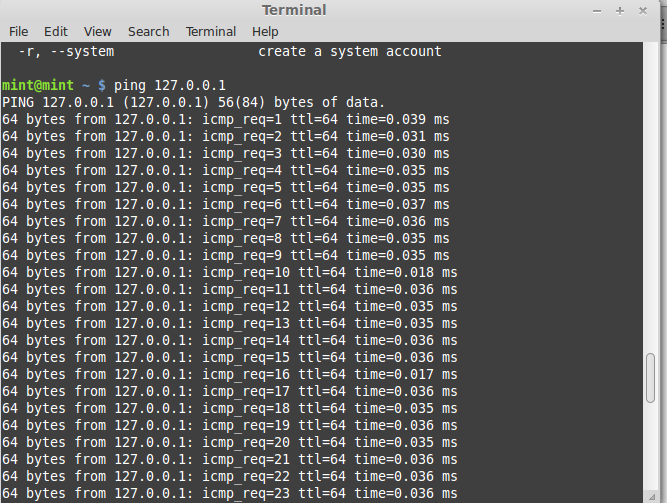 Terminal
File Edit View Search Terminal Help
-r, --system                  create a system account
mint@mint ~ $ ping 127.0.0.1
PING 127.0.0.1 (127.0.0.1) 56(84) bytes of data.
64 bytes from 127.0.0.1: icmp_req=1 ttl=64 time=0.039 ms
64 bytes from 127.0.0.1: icmp_req=2 ttl=64 time=0.031 ms
64 bytes from 127.0.0.1: icmp_req=3 ttl=64 time=0.030 ms
64 bytes from 127.0.0.1: icmp_req=4 ttl=64 time=0.035 ms
64 bytes from 127.0.0.1: icmp_req=5 ttl=64 time=0.035 ms
64 bytes from 127.0.0.1: icmp_req=6 ttl=64 time=0.037 ms
64 bytes from 127.0.0.1: icmp_req=7 ttl=64 time=0.036 ms
64 bytes from 127.0.0.1: icmp_req=8 ttl=64 time=0.035 ms
64 bytes from 127.0.0.1: icmp_req=9 ttl=64 time=0.035 ms
64 bytes from 127.0.0.1: icmp_req=10 ttl=64 time=0.018 ms
64 bytes from 127.0.0.1: icmp_req=11 ttl=64 time=0.036 ms
64 bytes from 127.0.0.1: icmp_req=12 ttl=64 time=0.035 ms
64 bytes from 127.0.0.1: icmp_req=13 ttl=64 time=0.035 ms
64 bytes from 127.0.0.1: icmp_req=14 ttl=64 time=0.036 ms
64 bytes from 127.0.0.1: icmp_req=15 ttl=64 time=0.036 ms
64 bytes from 127.0.0.1: icmp_req=16 ttl=64 time=0.017 ms
64 bytes from 127.0.0.1: icmp_req=17 ttl=64 time=0.036 ms
64 bytes from 127.0.0.1: icmp_req=18 ttl=64 time=0.035 ms
64 bytes from 127.0.0.1: icmp_req=19 ttl=64 time=0.036 ms
64 bytes from 127.0.0.1: icmp_req=20 ttl=64 time=0.035 ms
64 bytes from 127.0.0.1: icmp_req=21 ttl=64 time=0.036 ms
64 bytes from 127.0.0.1: icmp_req=22 ttl=64 time=0.036 ms
64 bytes from 127.0.0.1: icmp_req=23 ttl=64 time=0.036 ms